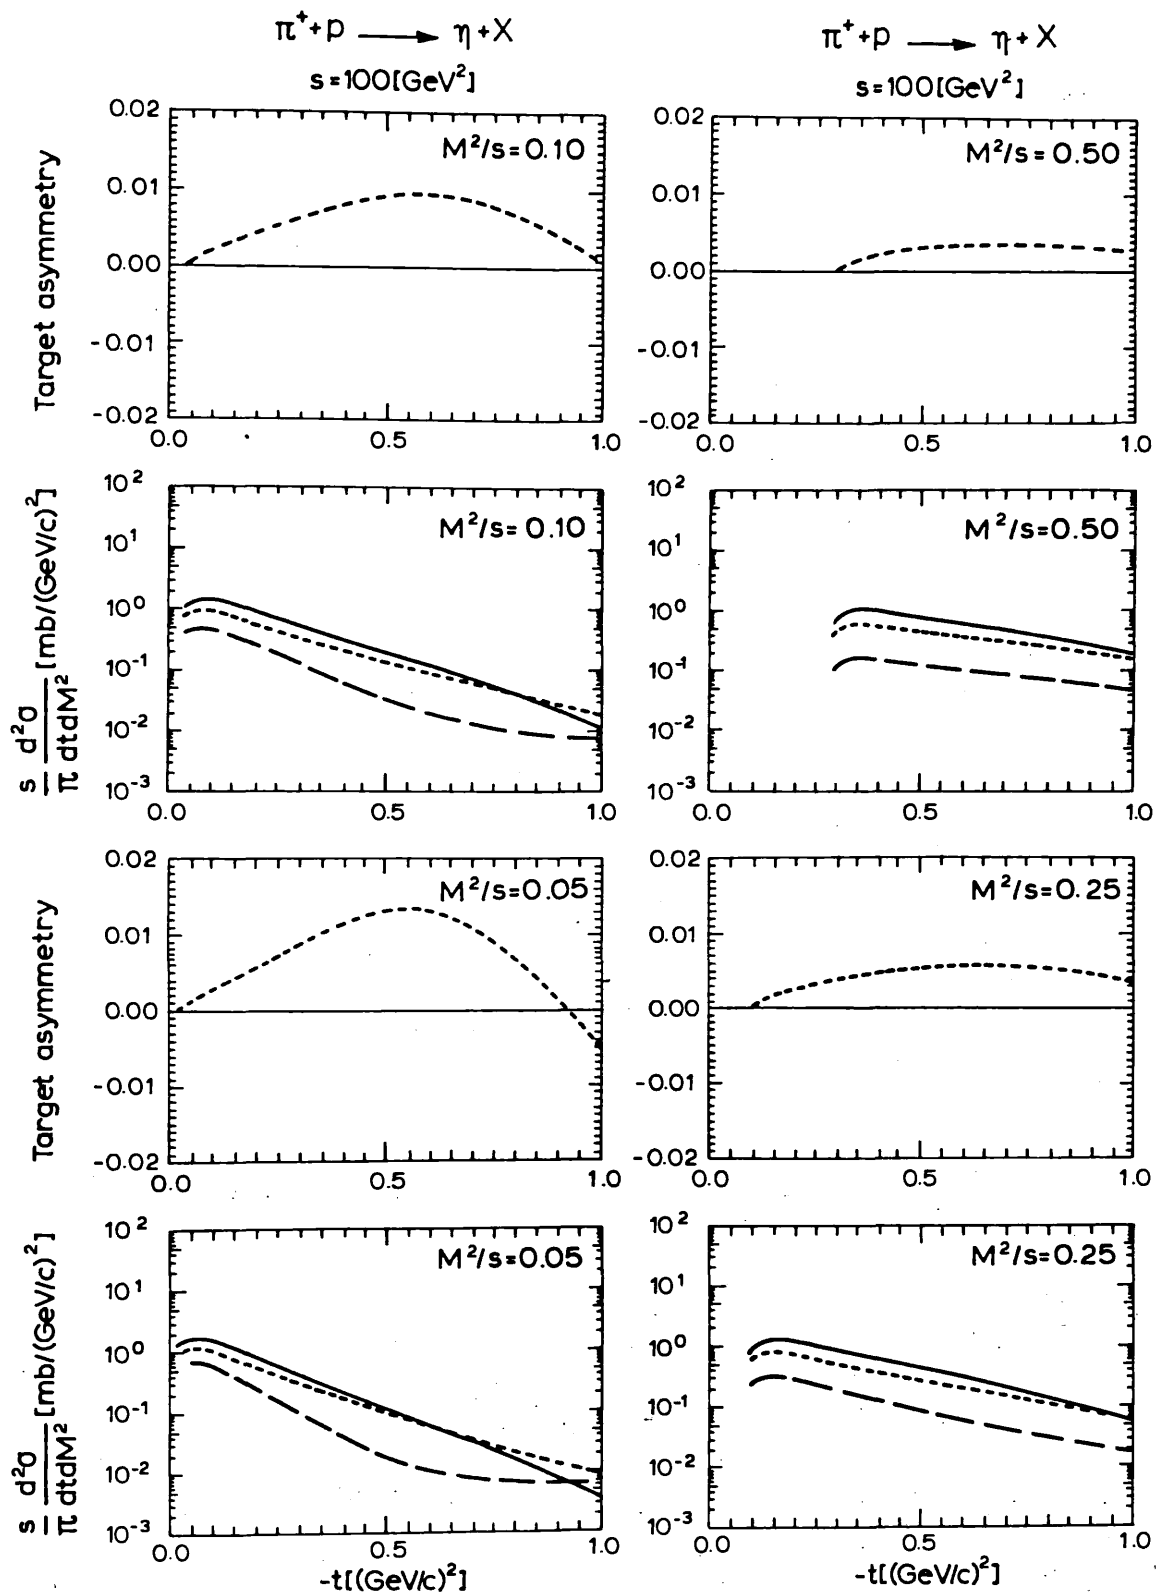 π⁺+p ⟶ η+X
π⁺+p ⟶ η+X
s=100[GeV²]
s=100[GeV²]
Target asymmetry
0.02
0.01
0.00
-0.01
-0.02
M²/s=0.10
0.0 0.5 1.0
0.02
0.01
0.00
-0.01
-0.02
M²/s=0.50
0.0 0.5 1.0
s/π d²σ/dtdM² [mb/(GeV/c)²]
10²
10¹
10⁰
10⁻¹
10⁻²
10⁻³
M²/s=0.10
0.0 0.5 1.0
10²
10¹
10⁰
10⁻¹
10⁻²
10⁻³
M²/s=0.50
0.0 0.5 1.0
Target asymmetry
0.02
0.01
0.00
-0.01
-0.02
M²/s=0.05
0.0 0.5 1.0
0.02
0.01
0.00
-0.01
-0.02
M²/s=0.25
0.0 0.5 1.0
s/π d²σ/dtdM² [mb/(GeV/c)²]
10²
10¹
10⁰
10⁻¹
10⁻²
10⁻³
M²/s=0.05
0.0 0.5 1.0
-t[(GeV/c)²]
10²
10¹
10⁰
10⁻¹
10⁻²
10⁻³
M²/s=0.25
0.0 0.5 1.0
-t[(GeV/c)²]